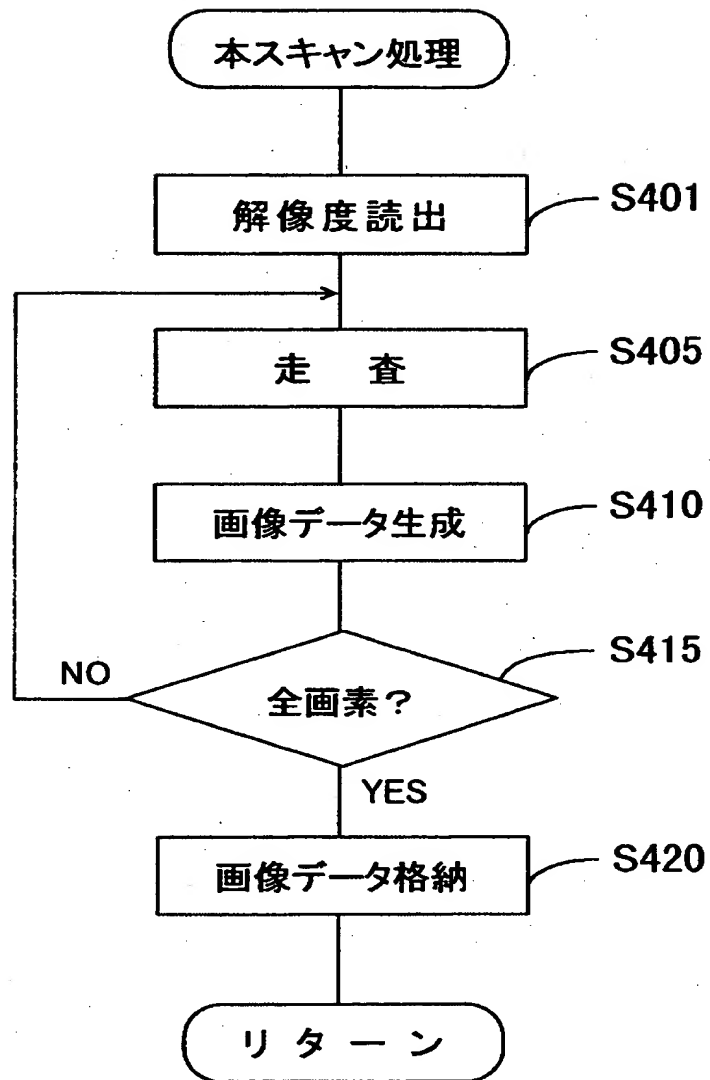 本スキャン処理
解像度読出
S401
走 査
S405
画像データ生成
S410
全画素?
S415
NO
YES
画像データ格納
S420
リターン